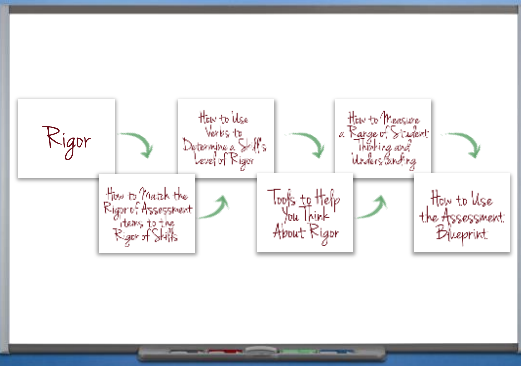 Rigor
How to Match the
Rigor of Assessment
Items to the
Rigor of Skills
How to Use
Verbs to
Determine a Skill's
Level of Rigor
Tools to Help
You Think
About Rigor
How to Measure
a Range of Student
Thinking and
Understanding
How to Use
the Assessment
Blueprint